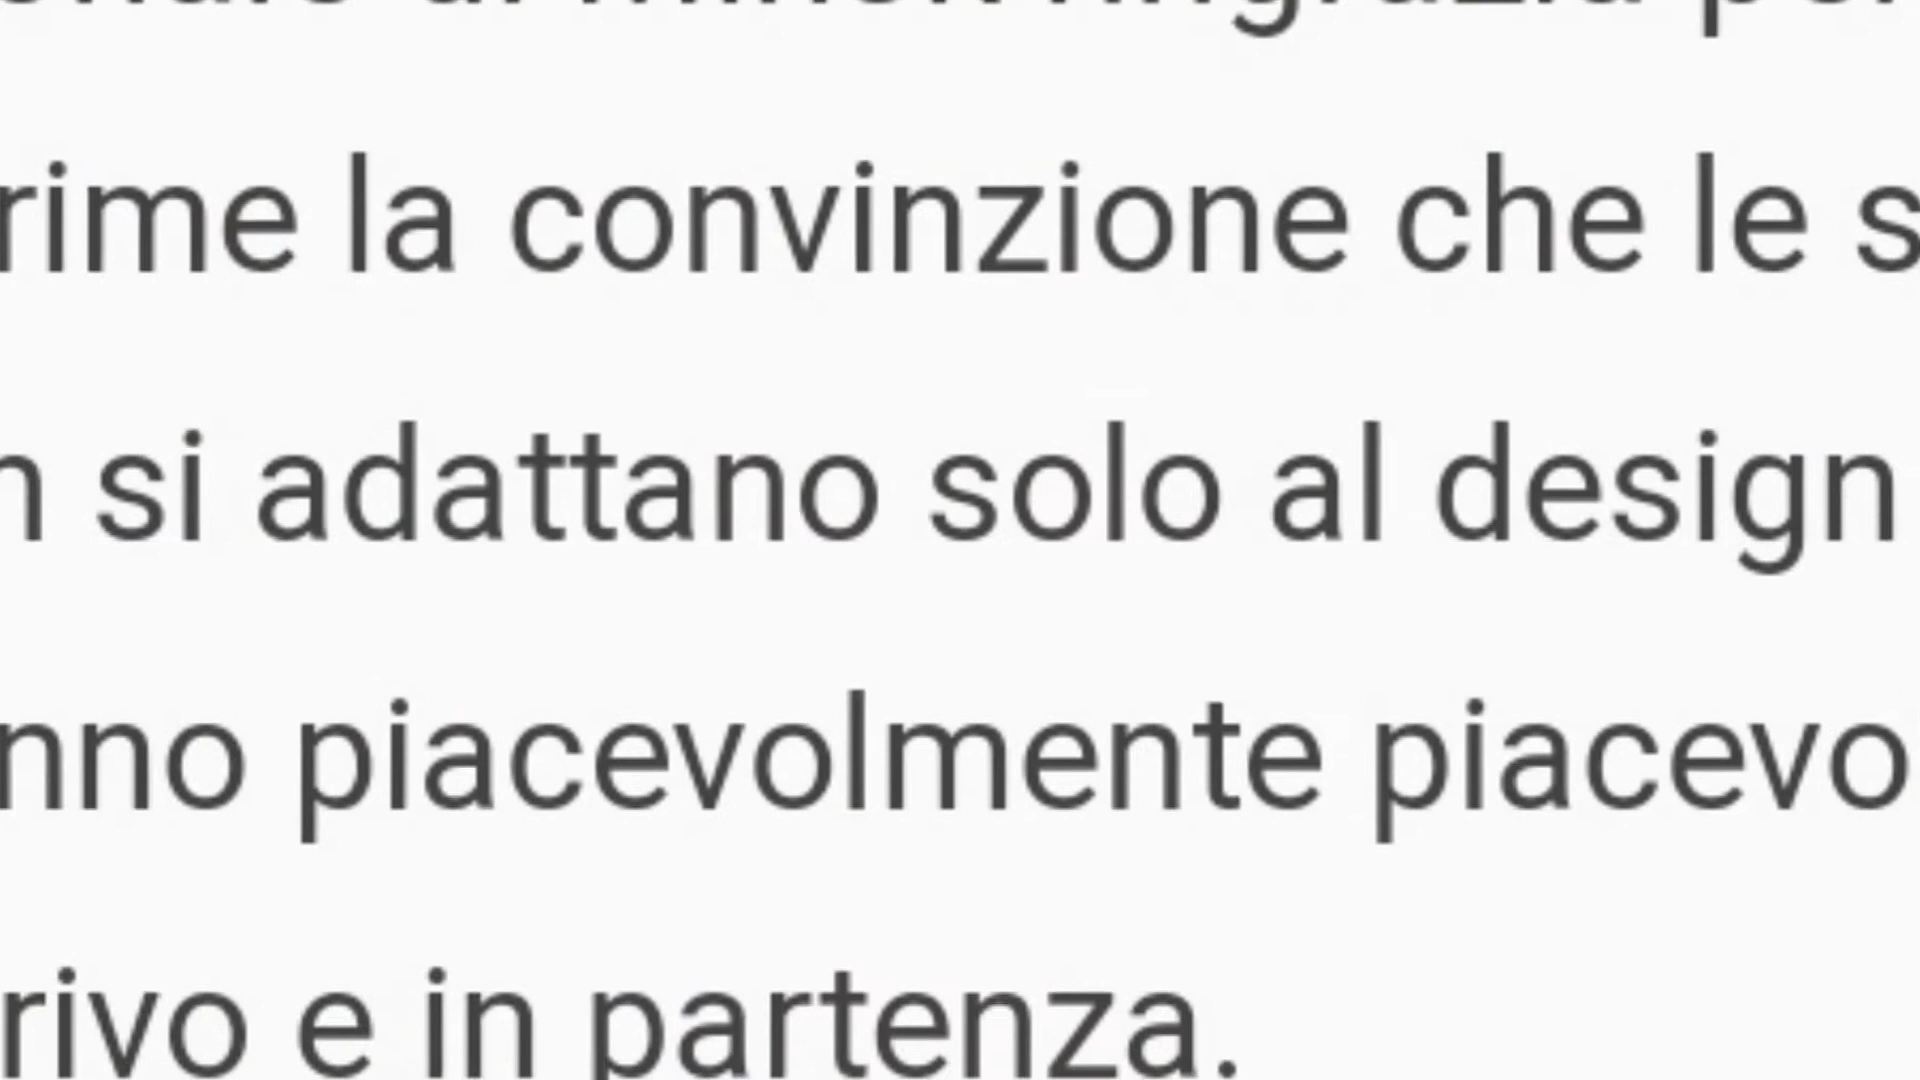 rime la convinzione che le s
n si adattano solo al design
nno piacevolmente piacevo
rivo e in partenza.